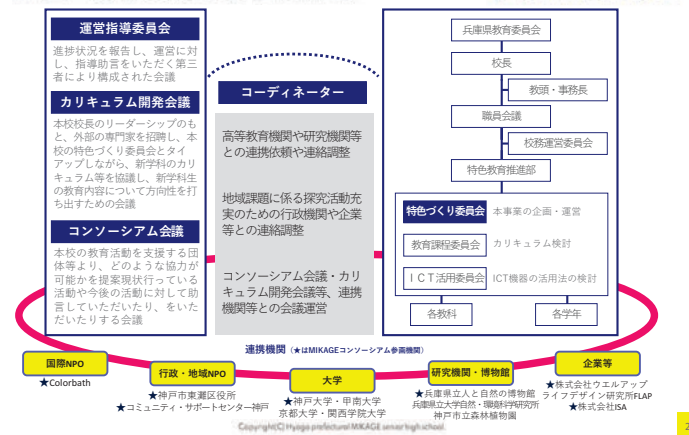 運営指導委員会
進捗状況を報告し、運営に対
し、指導助言をいただく第三
者により構成された会議
カリキュラム開発会議
本校校長のリーダーシップのも
と、外部の専門家を招聘し、本
校の特色づくり委員会とタイ
アップしながら、新学科のカリ
キュラム等を協議し、新学科生
の教育内容について方向性を打
ち出すための会議
コンソーシアム会議
本校の教育活動を支援する団
体等より、どのような協力が
可能かを提案現状行っている
活動や今後の活動に対して助
言していただいたり、をいた
だいたりする会議
コーディネーター
高等教育機関や研究機関等
との連携依頼や連絡調整
地域課題に係る探究活動充
実のための行政機関や企業
等との連絡調整
コンソーシアム会議・カリ
キュラム開発会議等、連携
機関等との会議運営
兵庫県教育委員会
校長
教頭・事務長
職員会議
校務運営委員会
特色教育推進部
特色づくり委員会 本事業の企画・運営
教育課程委員会 カリキュラム検討
ＩＣＴ活用委員会 ICT機器の活用法の検討
各教科
各学年
連携機関（★はMIKAGEコンソーシアム参画機関）
国際NPO
★Colorbath
行政・地域NPO
★神戸市東灘区役所
★コミュニティ・サポートセンター神戸
大学
★神戸大学・甲南大学
京都大学・関西学院大学
研究機関・博物館
★兵庫県立人と自然の博物館
兵庫県立大学自然・環境科学研究所
神戸市立森林植物園
企業等
★株式会社ウエルアップ
ライフデザイン研究所FLAP
★株式会社ISA
Copyright(C) Hyogo prefectural MIKAGE senior high school.
2